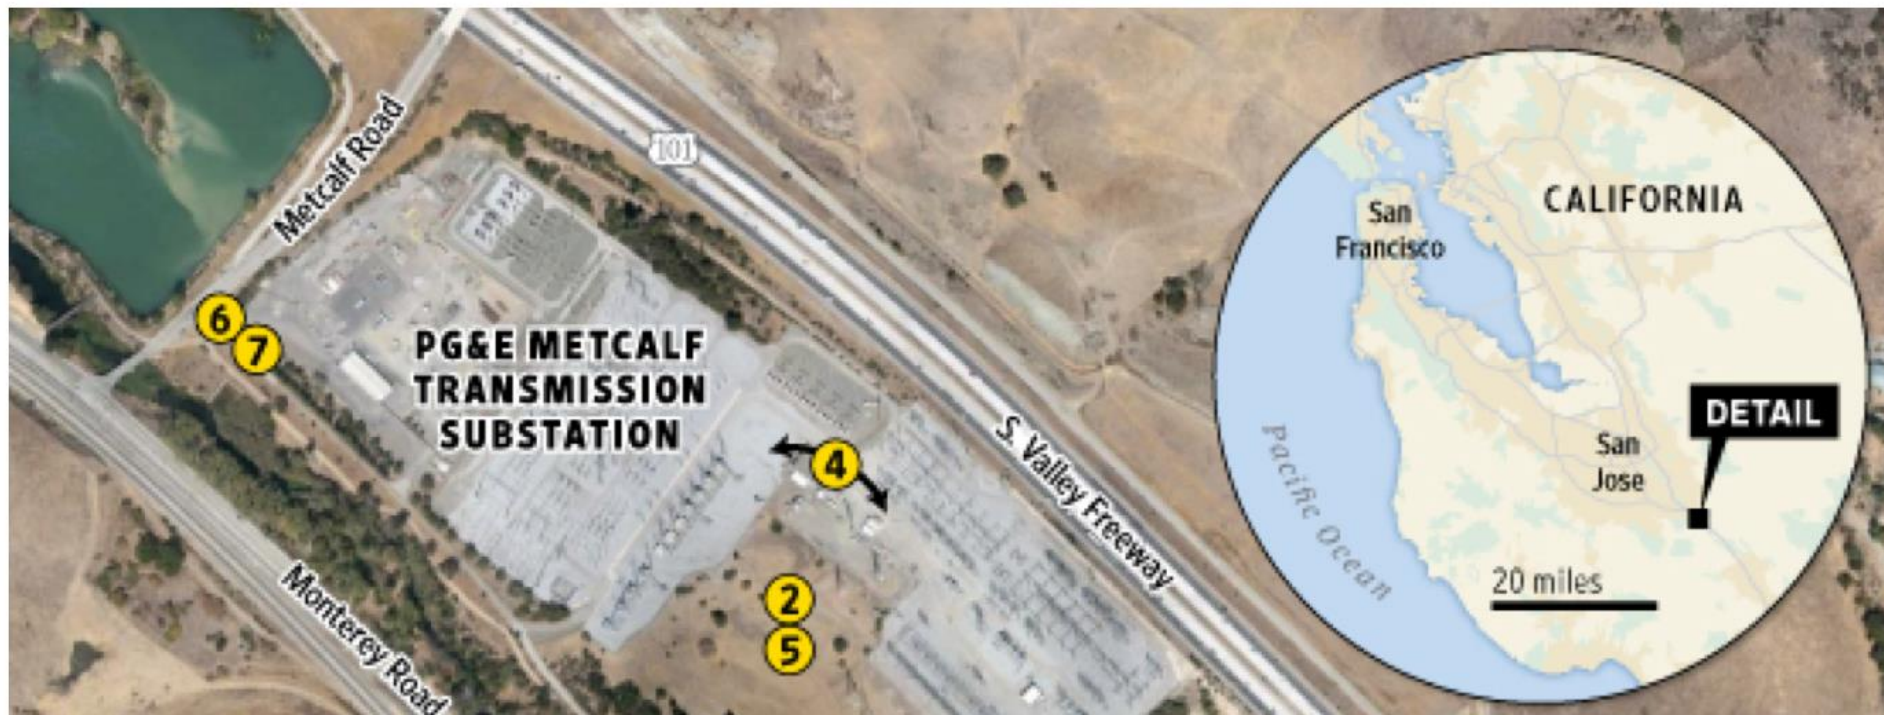 Metcalf Road
101
CALIFORNIA
San
Francisco
6
7
PG&E METCALF
TRANSMISSION
SUBSTATION
4
S. Valley Freeway
DETAIL
San
Jose
Pacific Ocean
20 miles
2
5
Monterey Road